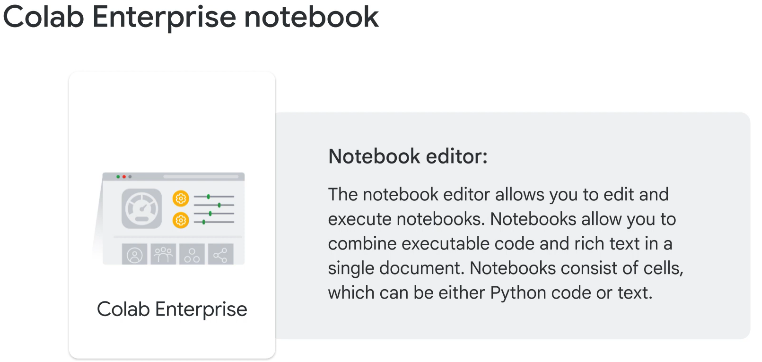 Colab Enterprise notebook
Notebook editor:
The notebook editor allows you to edit and
execute notebooks. Notebooks allow you to
combine executable code and rich text in a
single document. Notebooks consist of cells,
which can be either Python code or text.
Colab Enterprise